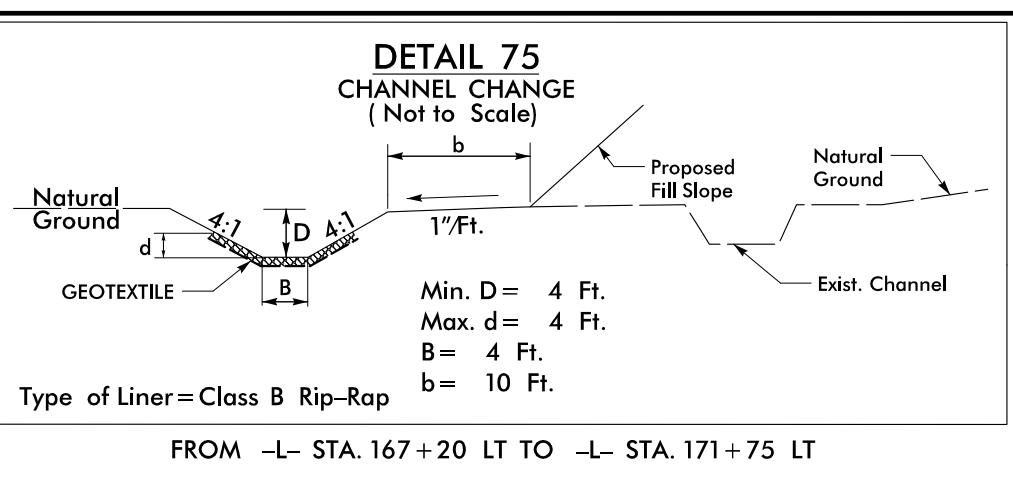 DETAIL 75
CHANNEL CHANGE
( Not to Scale)
b
Proposed
Fill Slope
Natural
Ground
Natural
Ground
4:1
D
4:1
1"/Ft.
d
GEOTEXTILE
B
Exist. Channel
Min. D= 4 Ft.
Max. d= 4 Ft.
B= 4 Ft.
b= 10 Ft.
Type of Liner=Class B Rip-Rap
FROM -L- STA. 167+20 LT TO -L- STA. 171+75 LT